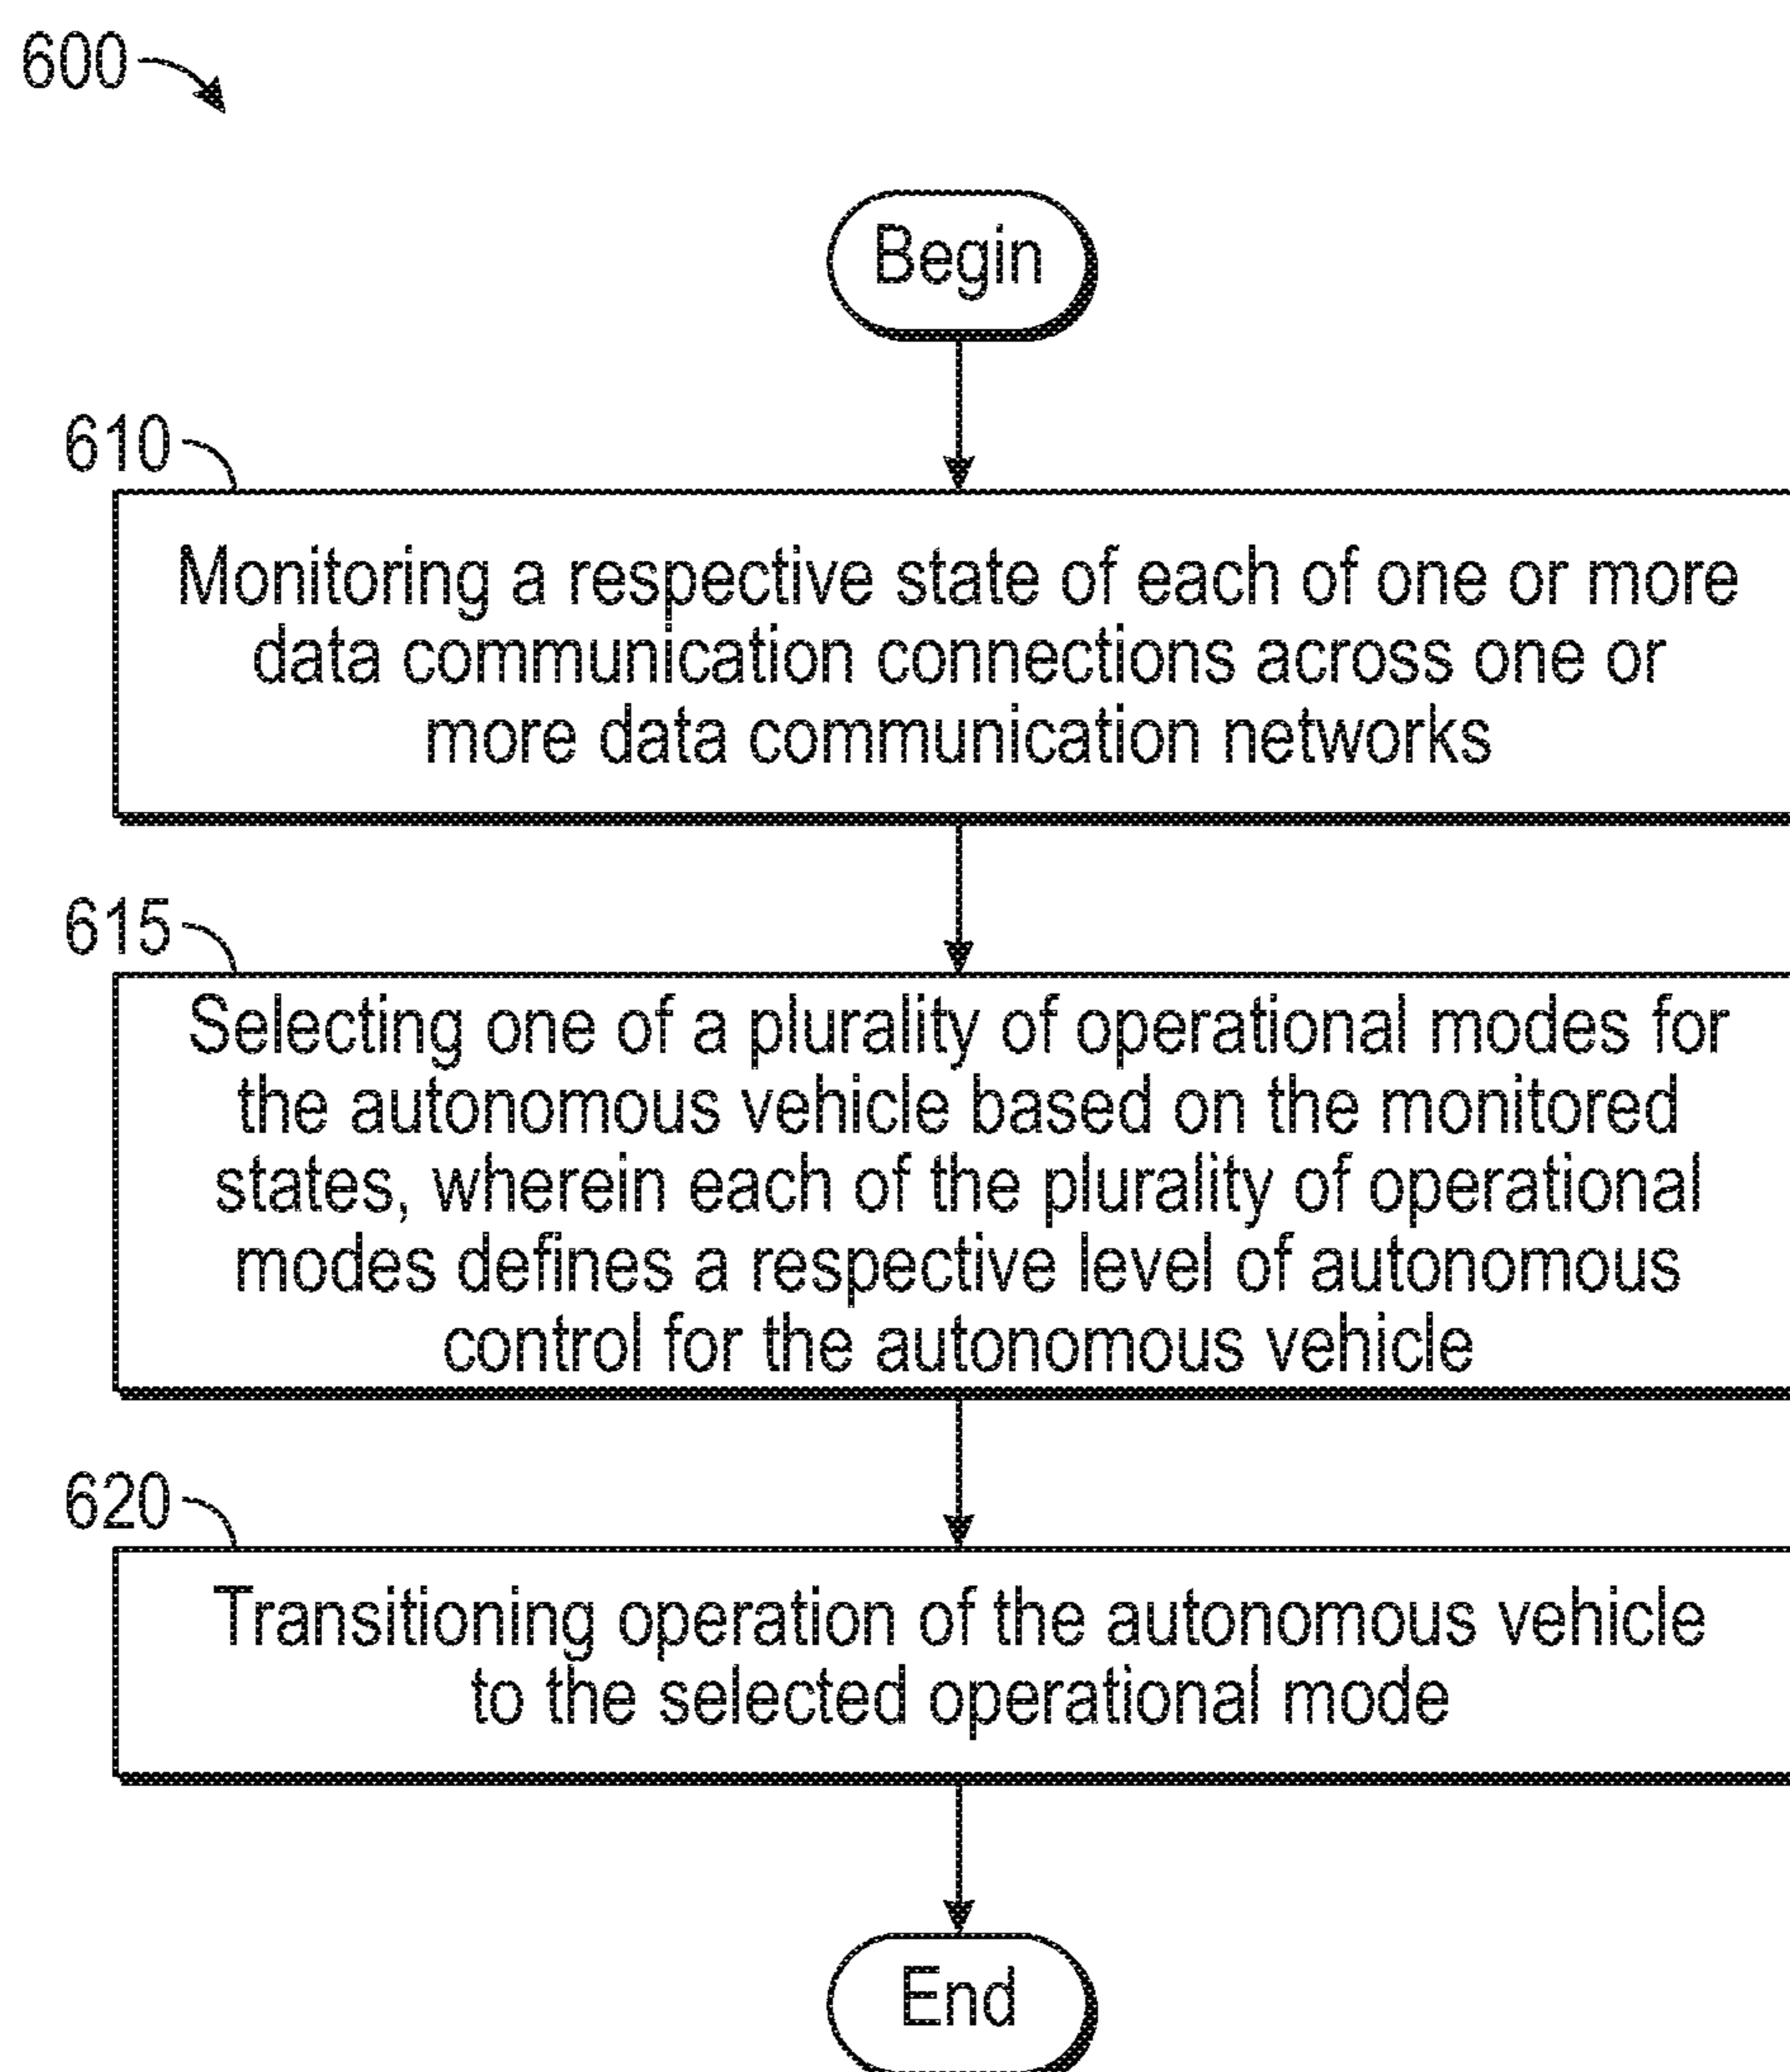 600
Begin
610
Monitoring a respective state of each of one or more
data communication connections across one or
more data communication networks
615
Selecting one of a plurality of operational modes for
the autonomous vehicle based on the monitored
states, wherein each of the plurality of operational
modes defines a respective level of autonomous
control for the autonomous vehicle
620
Transitioning operation of the autonomous vehicle
to the selected operational mode
End